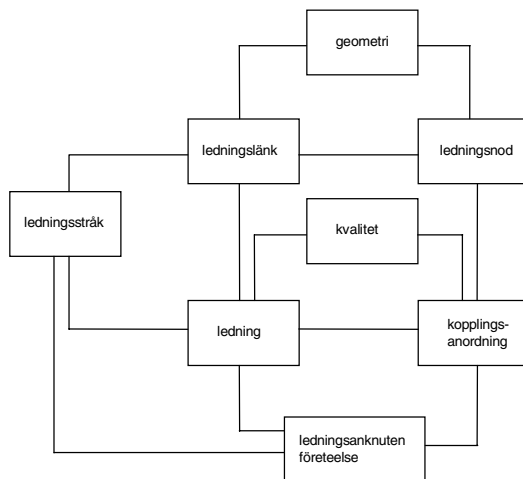 geometri
ledningslänk
ledningsnod
ledningsstråk
kvalitet
ledning
kopplings-
anordning
ledningsanknuten
företeelse